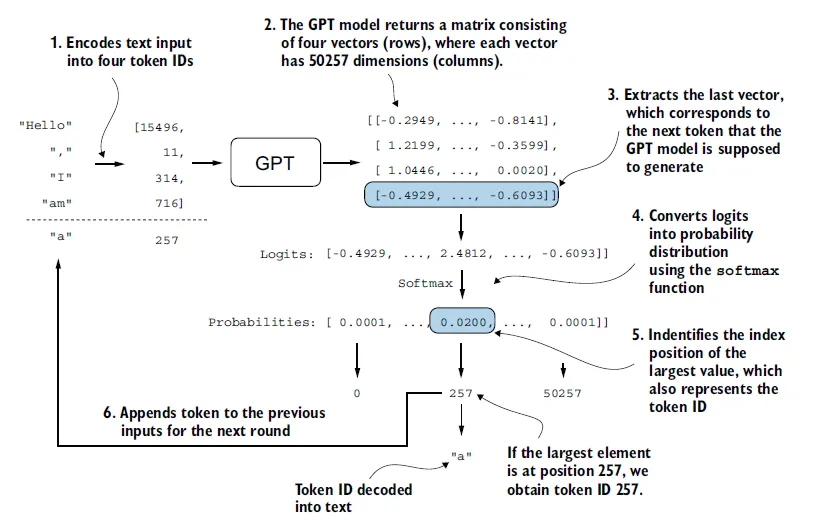 1. Encodes text input
into four token IDs
2. The GPT model returns a matrix consisting
of four vectors (rows), where each vector
has 50257 dimensions (columns).
3. Extracts the last vector,
which corresponds to
the next token that the
GPT model is supposed
to generate
"Hello" [15496,
"," 11,
"I" 314,
"am" 716]
"a" 257
GPT
[[-0.2949, ..., -0.8141],
[ 1.2199, ..., -0.3599],
[ 1.0446, ..., 0.0020],
[-0.4929, ..., -0.6093]]
4. Converts logits
into probability
distribution
using the softmax
function
Logits: [-0.4929, ..., 2.4812, ..., -0.6093]]
Softmax
Probabilities: [ 0.0001, ..., 0.0200, ..., 0.0001]]
5. Indentifies the index
position of the
largest value, which
also represents the
token ID
0 257 50257
6. Appends token to the previous
inputs for the next round
"a"
If the largest element
is at position 257, we
obtain token ID 257.
Token ID decoded
into text